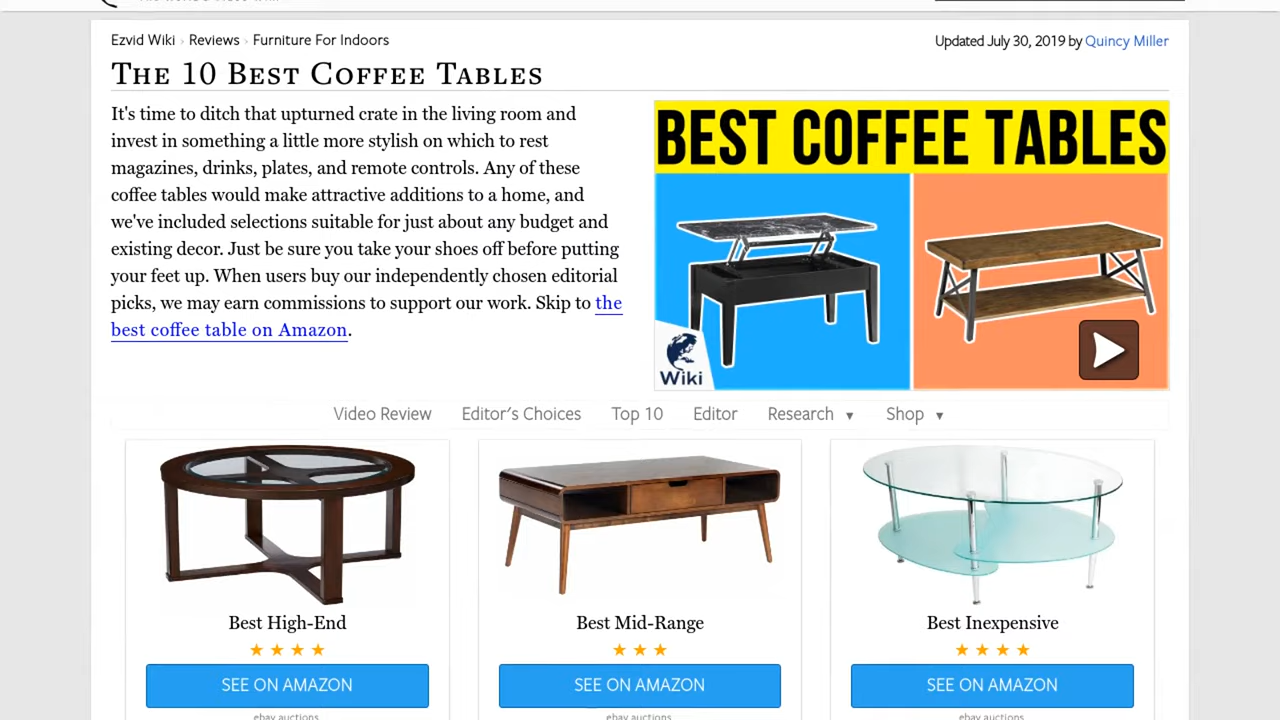 Ezvid Wiki › Reviews › Furniture For Indoors
Updated July 30, 2019 by Quincy Miller
The 10 Best Coffee Tables
It's time to ditch that upturned crate in the living room and
invest in something a little more stylish on which to rest
magazines, drinks, plates, and remote controls. Any of these
coffee tables would make attractive additions to a home, and
we've included selections suitable for just about any budget and
existing decor. Just be sure you take your shoes off before putting
your feet up. When users buy our independently chosen editorial
picks, we may earn commissions to support our work. Skip to the
best coffee table on Amazon.
BEST COFFEE TABLES
Wiki
Video Review Editor's Choices Top 10 Editor Research ▼ Shop ▼
Best High-End
★ ★ ★ ★
SEE ON AMAZON
ebay auctions
Best Mid-Range
★ ★ ★
SEE ON AMAZON
ebay auctions
Best Inexpensive
★ ★ ★ ★
SEE ON AMAZON
ebay auctions